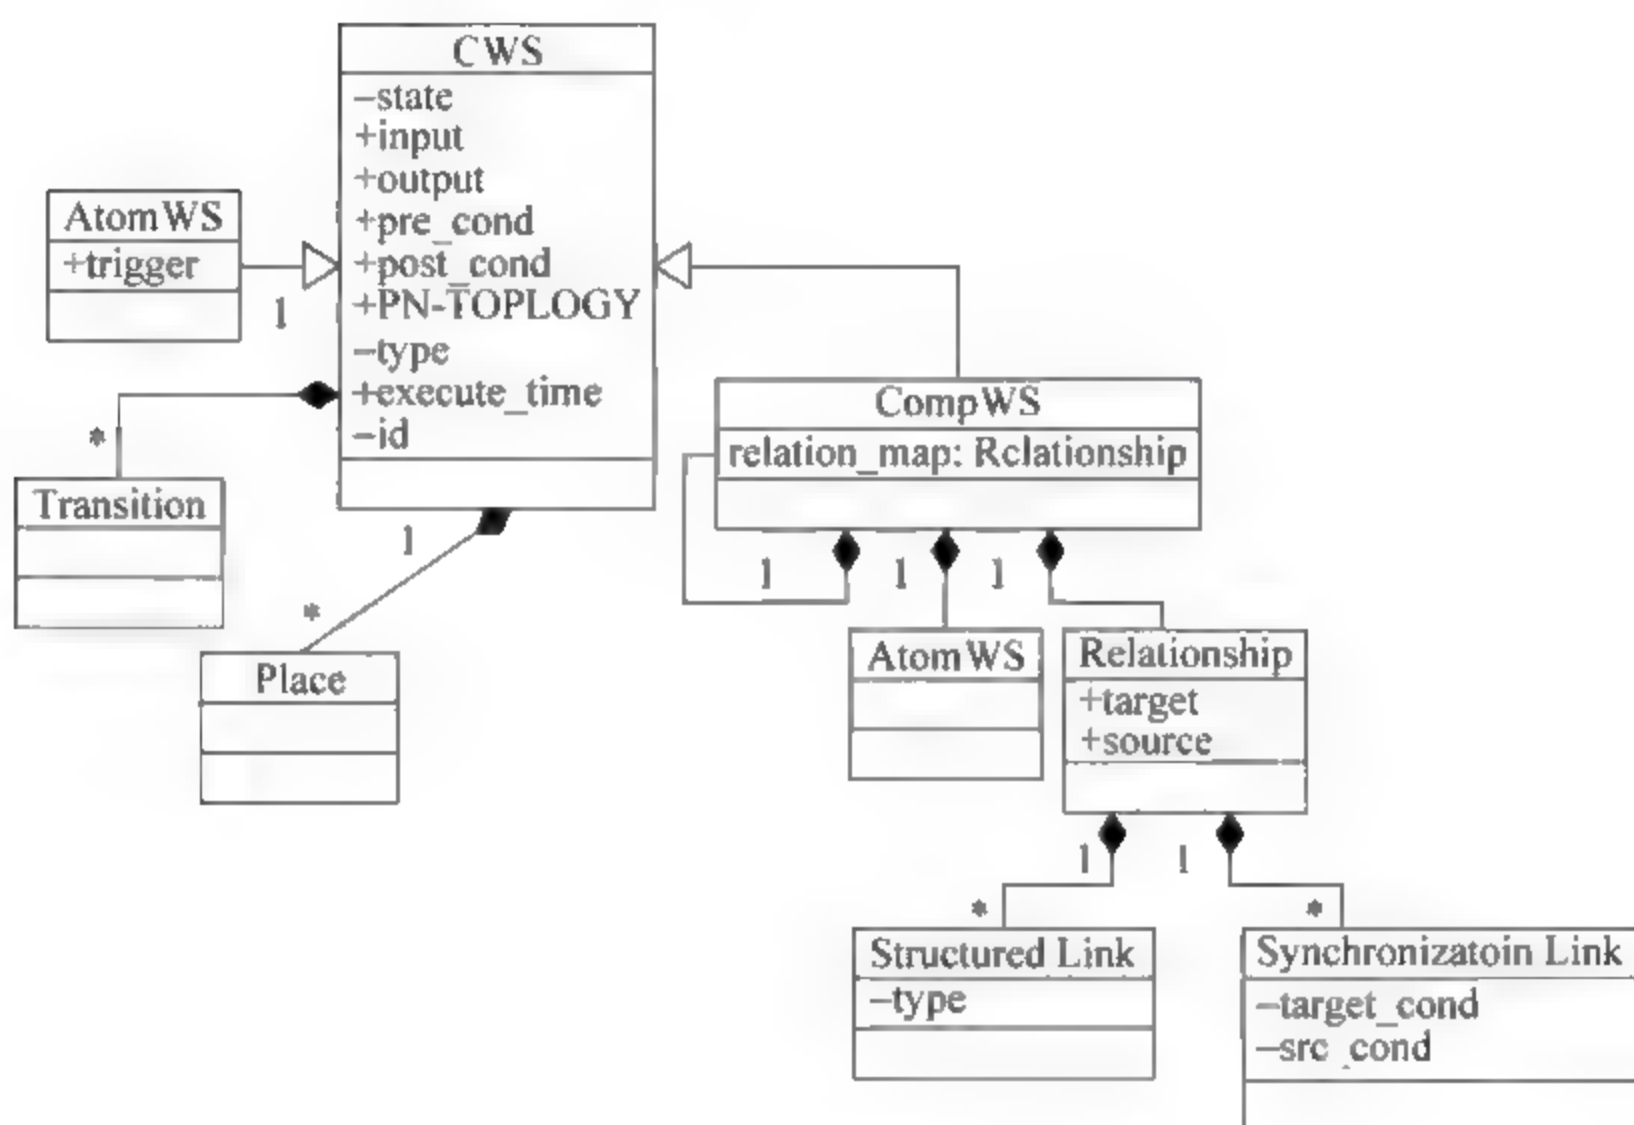 CWS
–state
+input
+output
+pre_cond
+post_cond
+PN-TOPLOGY
–type
+execute_time
–id
AtomWS
+trigger
1
*
Transition
1
*
Place
CompWS
relation_map: Relationship
1
1
1
AtomWS
Relationship
+target
+source
1
1
*
*
Structured Link
–type
Synchronizatoin Link
–target_cond
–src_cond